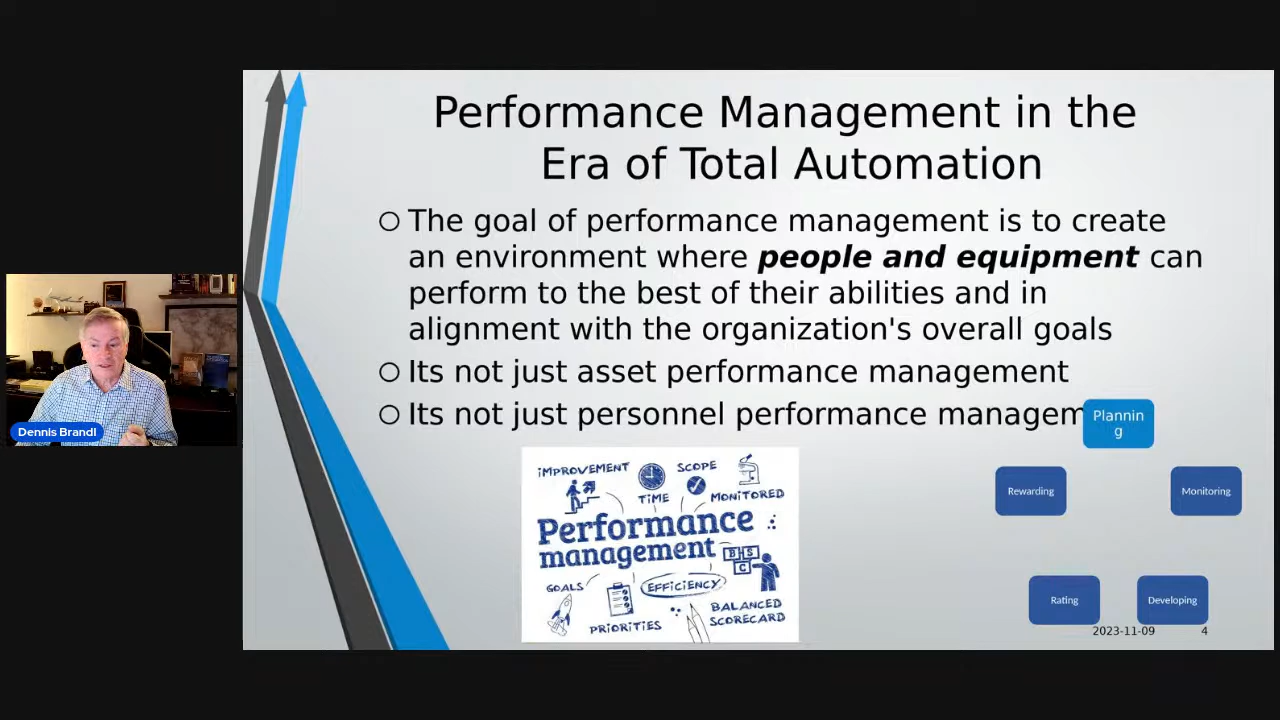 Performance Management in the
Era of Total Automation
The goal of performance management is to create
an environment where people and equipment can
perform to the best of their abilities and in
alignment with the organization's overall goals
Its not just asset performance management
Its not just personnel performance managem
Plannin
g
Rewarding
Monitoring
Rating
Developing
IMPROVEMENT
SCOPE
TIME
MONITORED
Performance
management
B S
C
GOALS
EFFICIENCY
PRIORITIES
BALANCED
SCORECARD
Dennis Brandl
2023-11-09
4